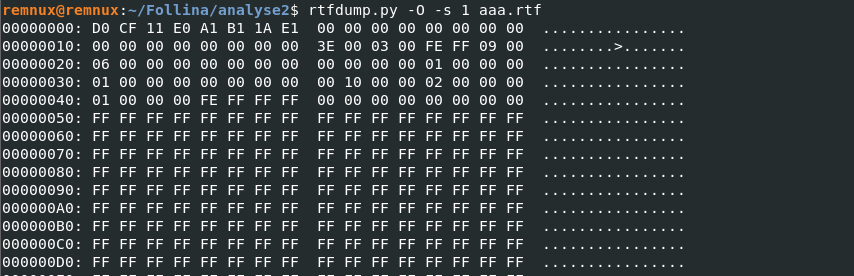 remnux@remnux:~/Follina/analyse2$ rtfdump.py -O -s 1 aaa.rtf
00000000: D0 CF 11 E0 A1 B1 1A E1  00 00 00 00 00 00 00 00  ................
00000010: 00 00 00 00 00 00 00 00  3E 00 03 00 FE FF 09 00  ........>.......
00000020: 06 00 00 00 00 00 00 00  00 00 00 00 01 00 00 00  ................
00000030: 01 00 00 00 00 00 00 00  00 10 00 00 02 00 00 00  ................
00000040: 01 00 00 00 FE FF FF FF  00 00 00 00 00 00 00 00  ................
00000050: FF FF FF FF FF FF FF FF  FF FF FF FF FF FF FF FF  ................
00000060: FF FF FF FF FF FF FF FF  FF FF FF FF FF FF FF FF  ................
00000070: FF FF FF FF FF FF FF FF  FF FF FF FF FF FF FF FF  ................
00000080: FF FF FF FF FF FF FF FF  FF FF FF FF FF FF FF FF  ................
00000090: FF FF FF FF FF FF FF FF  FF FF FF FF FF FF FF FF  ................
000000A0: FF FF FF FF FF FF FF FF  FF FF FF FF FF FF FF FF  ................
000000B0: FF FF FF FF FF FF FF FF  FF FF FF FF FF FF FF FF  ................
000000C0: FF FF FF FF FF FF FF FF  FF FF FF FF FF FF FF FF  ................
000000D0: FF FF FF FF FF FF FF FF  FF FF FF FF FF FF FF FF  ................